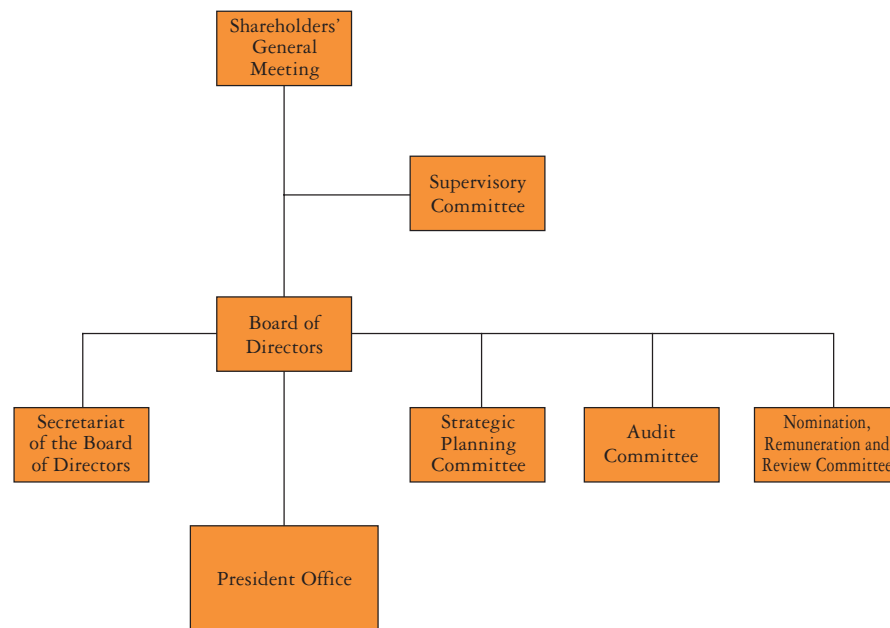 Shareholders’
General
Meeting
Supervisory
Committee
Board of
Directors
Secretariat
of the Board
of Directors
Strategic
Planning
Committee
Audit
Committee
Nomination,
Remuneration and
Review Committee
President Office